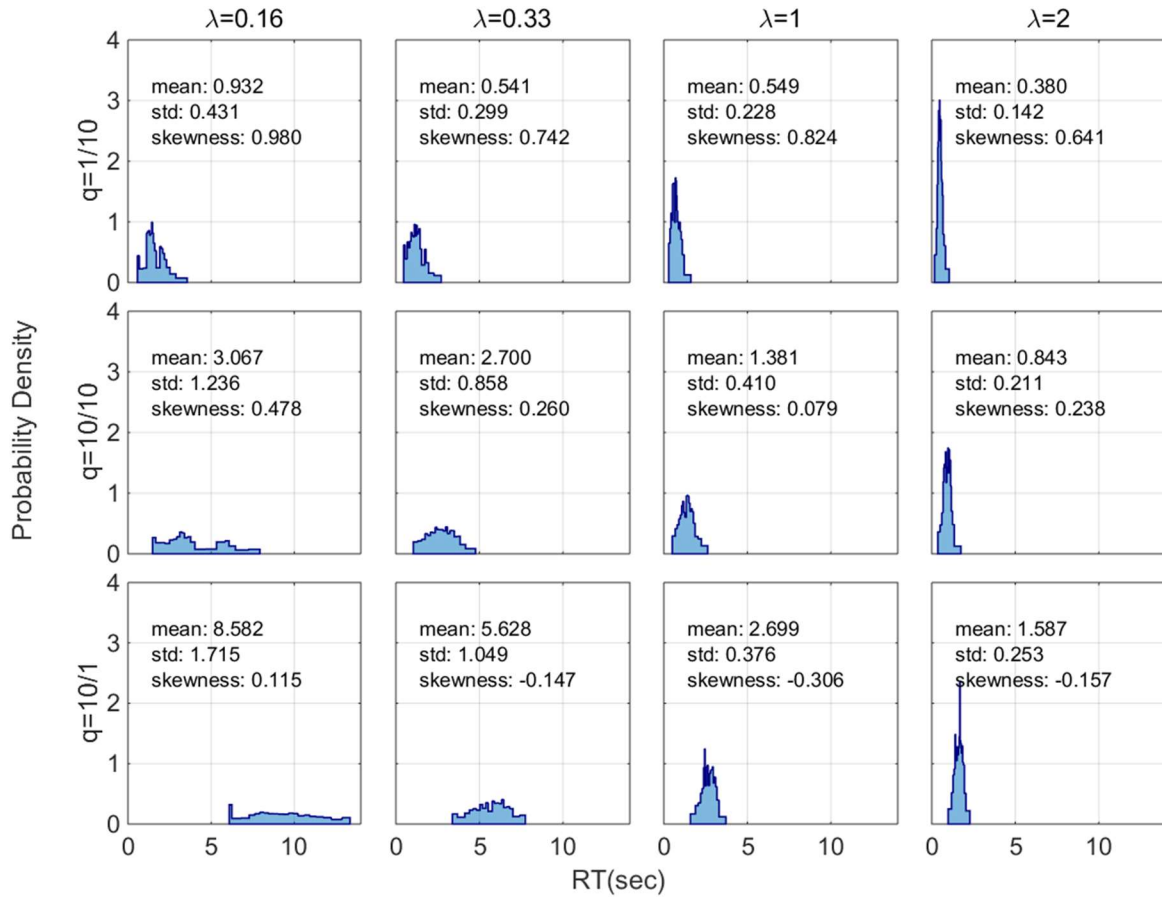 λ=0.16 λ=0.33 λ=1 λ=2
4
3
2
1
0
q=1/10
mean: 0.932
std: 0.431
skewness: 0.980
mean: 0.541
std: 0.299
skewness: 0.742
mean: 0.549
std: 0.228
skewness: 0.824
mean: 0.380
std: 0.142
skewness: 0.641
Probability Density
4
3
2
1
0
q=10/10
mean: 3.067
std: 1.236
skewness: 0.478
mean: 2.700
std: 0.858
skewness: 0.260
mean: 1.381
std: 0.410
skewness: 0.079
mean: 0.843
std: 0.211
skewness: 0.238
4
3
2
1
0
q=10/1
mean: 8.582
std: 1.715
skewness: 0.115
mean: 5.628
std: 1.049
skewness: -0.147
mean: 2.699
std: 0.376
skewness: -0.306
mean: 1.587
std: 0.253
skewness: -0.157
0 5 10 0 5 10 0 5 10 0 5 10
RT(sec)